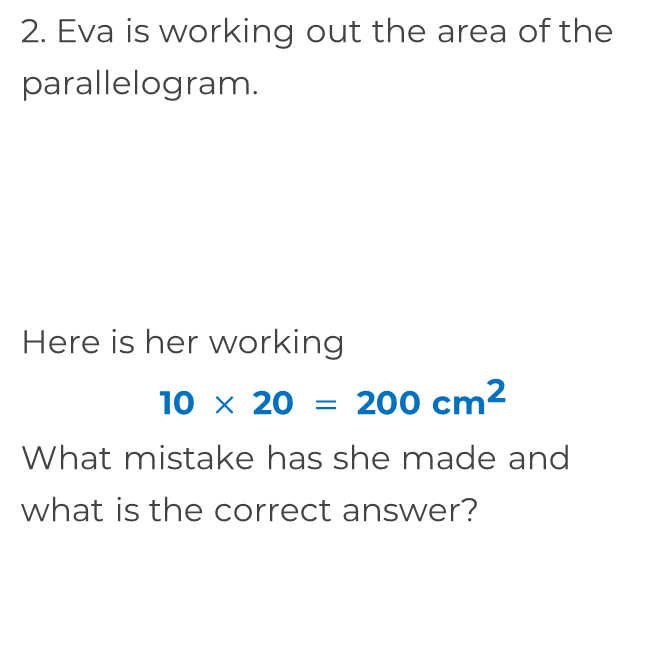 2. Eva is working out the area of the
parallelogram.
Here is her working
10 × 20 = 200 cm²
What mistake has she made and
what is the correct answer?